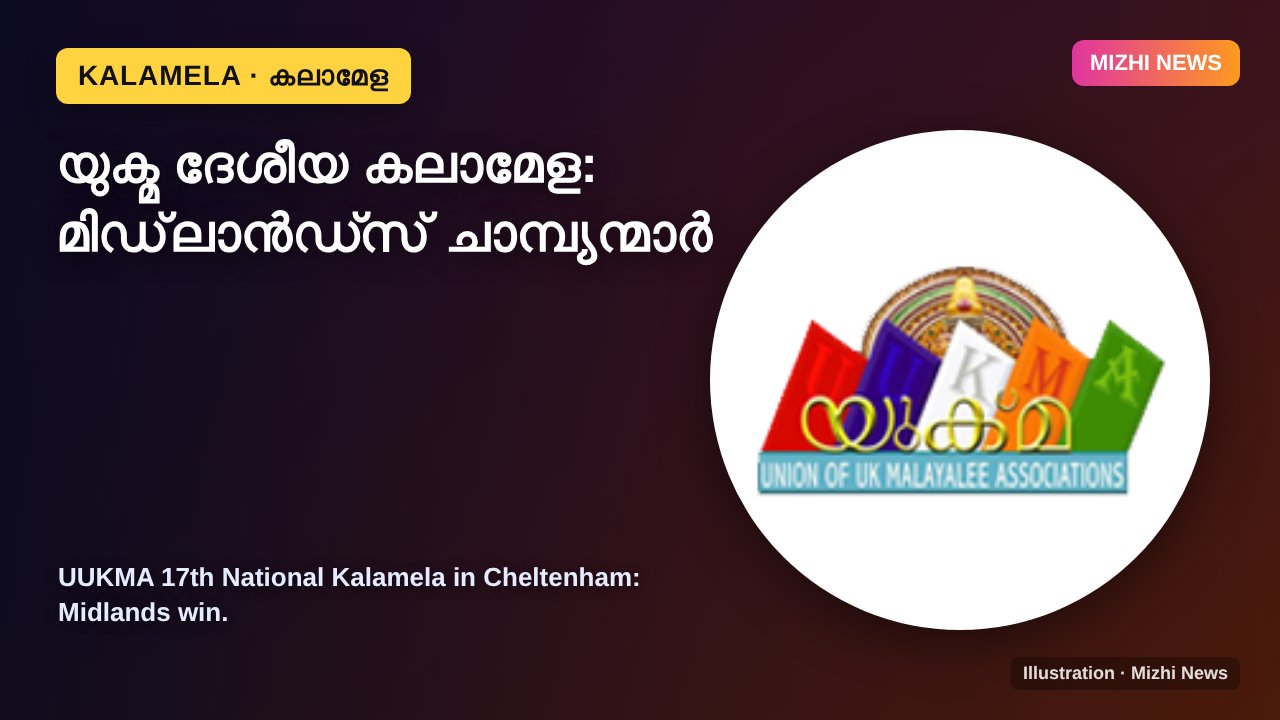 KALAMELA · കലാമേള
MIZHI NEWS
യുക്മ ദേശീയ കലാമേള:
മിഡ്‌ലാൻഡ്സ് ചാമ്പ്യന്മാർ
U U K M A
യുക്മ
UNION OF UK MALAYALEE ASSOCIATIONS
UUKMA 17th National Kalamela in Cheltenham:
Midlands win.
Illustration · Mizhi News